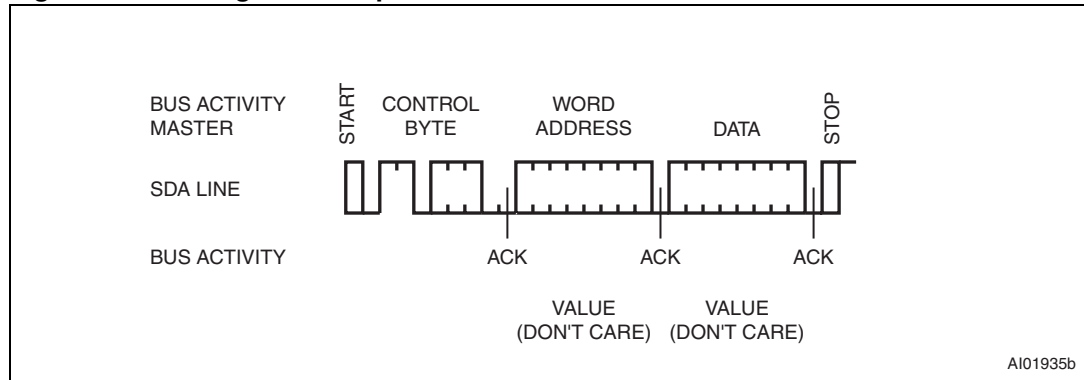 BUS ACTIVITY
MASTER
START
CONTROL
BYTE
WORD
ADDRESS
DATA
STOP
SDA LINE
BUS ACTIVITY
ACK
ACK
ACK
VALUE
(DON'T CARE)
VALUE
(DON'T CARE)
AI01935b